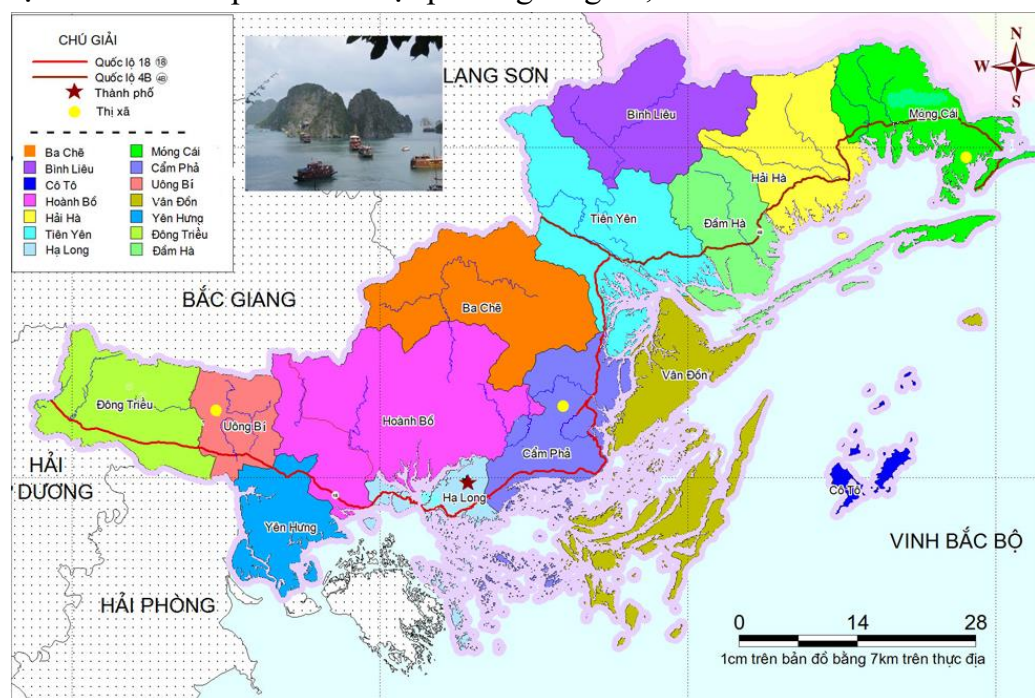 CHÚ GIẢI
Quốc lộ 18 18
Quốc lộ 4B 4B
Thành phố
Thị xã
Ba Chẽ
Bình Liêu
Cô Tô
Hoành Bồ
Hải Hà
Tiên Yên
Hạ Long
Móng Cái
Cẩm Phả
Uông Bí
Vân Đồn
Yên Hưng
Đông Triều
Đầm Hà
LẠNG SƠN
N
W
E
S
Bình Liêu
Móng Cái
Hải Hà
Tiên Yên
Đầm Hà
BẮC GIANG
Ba Chẽ
Vân Đồn
Đông Triều
Uông Bí
Hoành Bồ
Cẩm Phả
HẢI
DƯƠNG
Hạ Long
Cô Tô
Yên Hưng
VINH BẮC BỘ
HẢI PHÒNG
0 14 28
1cm trên bản đồ bằng 7km trên thực địa